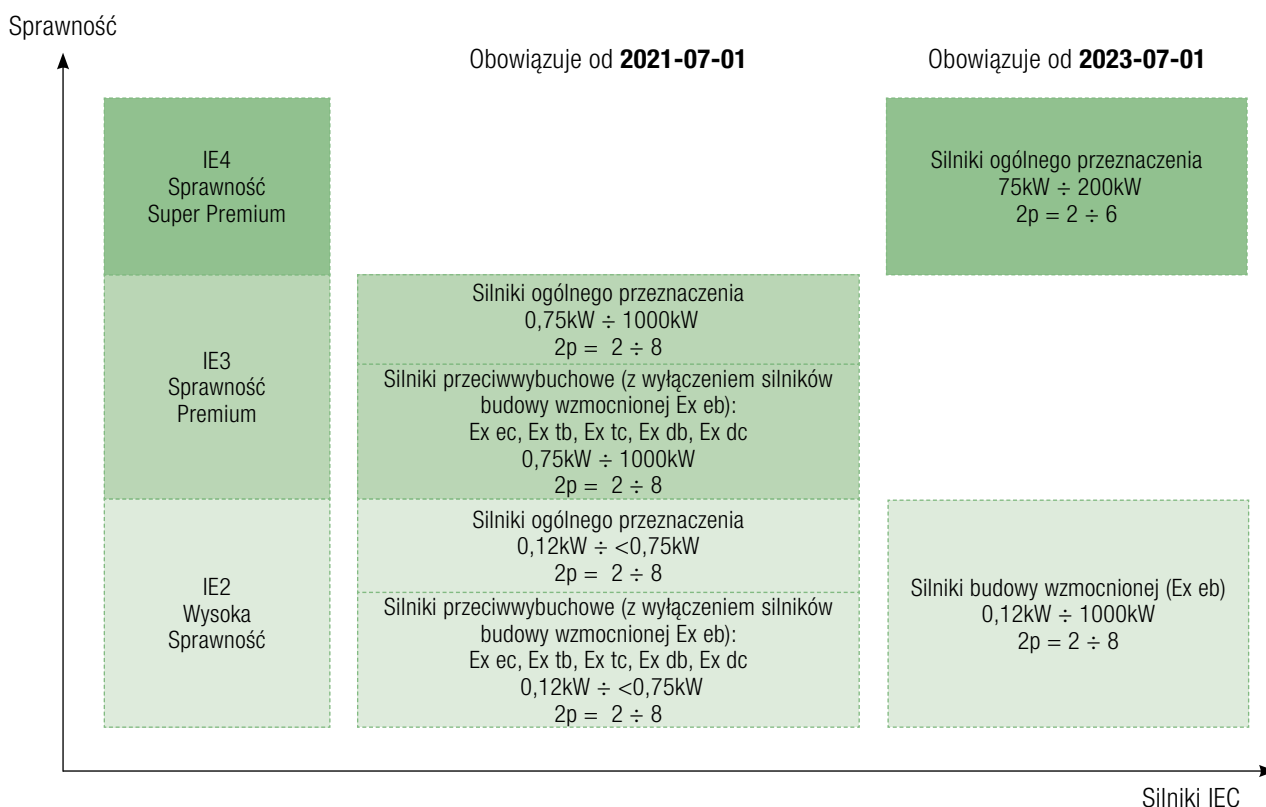 Sprawność
Obowiązuje od 2021-07-01
Obowiązuje od 2023-07-01
IE4
Sprawność
Super Premium
Silniki ogólnego przeznaczenia
75kW ÷ 200kW
2p = 2 ÷ 6
IE3
Sprawność
Premium
Silniki ogólnego przeznaczenia
0,75kW ÷ 1000kW
2p = 2 ÷ 8
Silniki przeciwwybuchowe (z wyłączeniem silników
budowy wzmocnionej Ex eb):
Ex ec, Ex tb, Ex tc, Ex db, Ex dc
0,75kW ÷ 1000kW
2p = 2 ÷ 8
IE2
Wysoka
Sprawność
Silniki ogólnego przeznaczenia
0,12kW ÷ <0,75kW
2p = 2 ÷ 8
Silniki przeciwwybuchowe (z wyłączeniem silników
budowy wzmocnionej Ex eb):
Ex ec, Ex tb, Ex tc, Ex db, Ex dc
0,12kW ÷ <0,75kW
2p = 2 ÷ 8
Silniki budowy wzmocnionej (Ex eb)
0,12kW ÷ 1000kW
2p = 2 ÷ 8
Silniki IEC